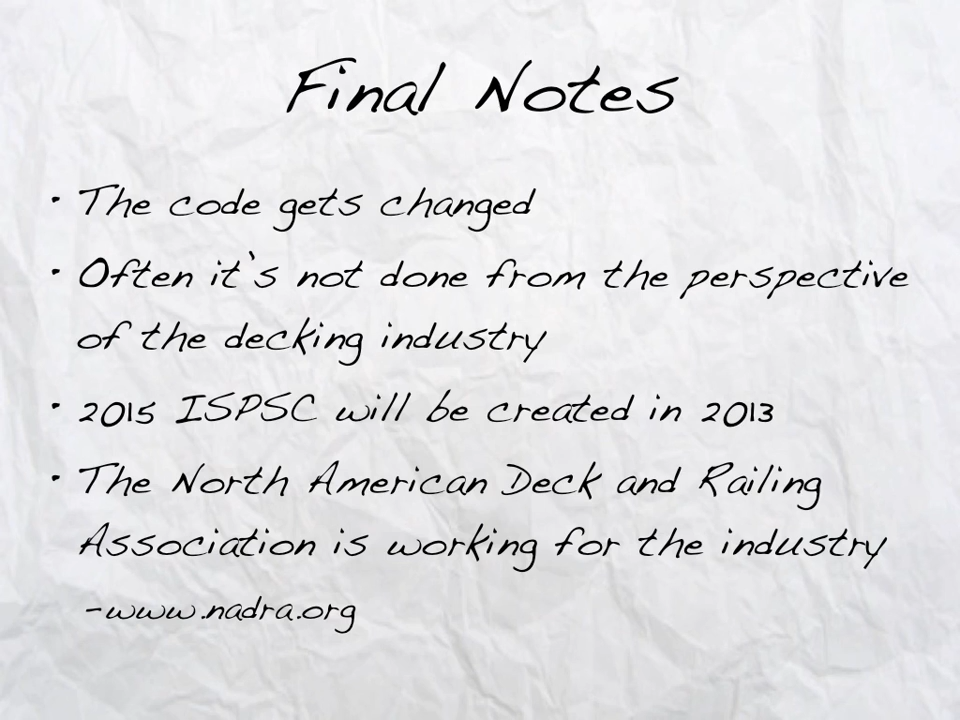 Final Notes
• The code gets changed
• Often it's not done from the perspective
of the decking industry
• 2015 ISPSC will be created in 2013
• The North American Deck and Railing
Association is working for the industry
-www.nadra.org